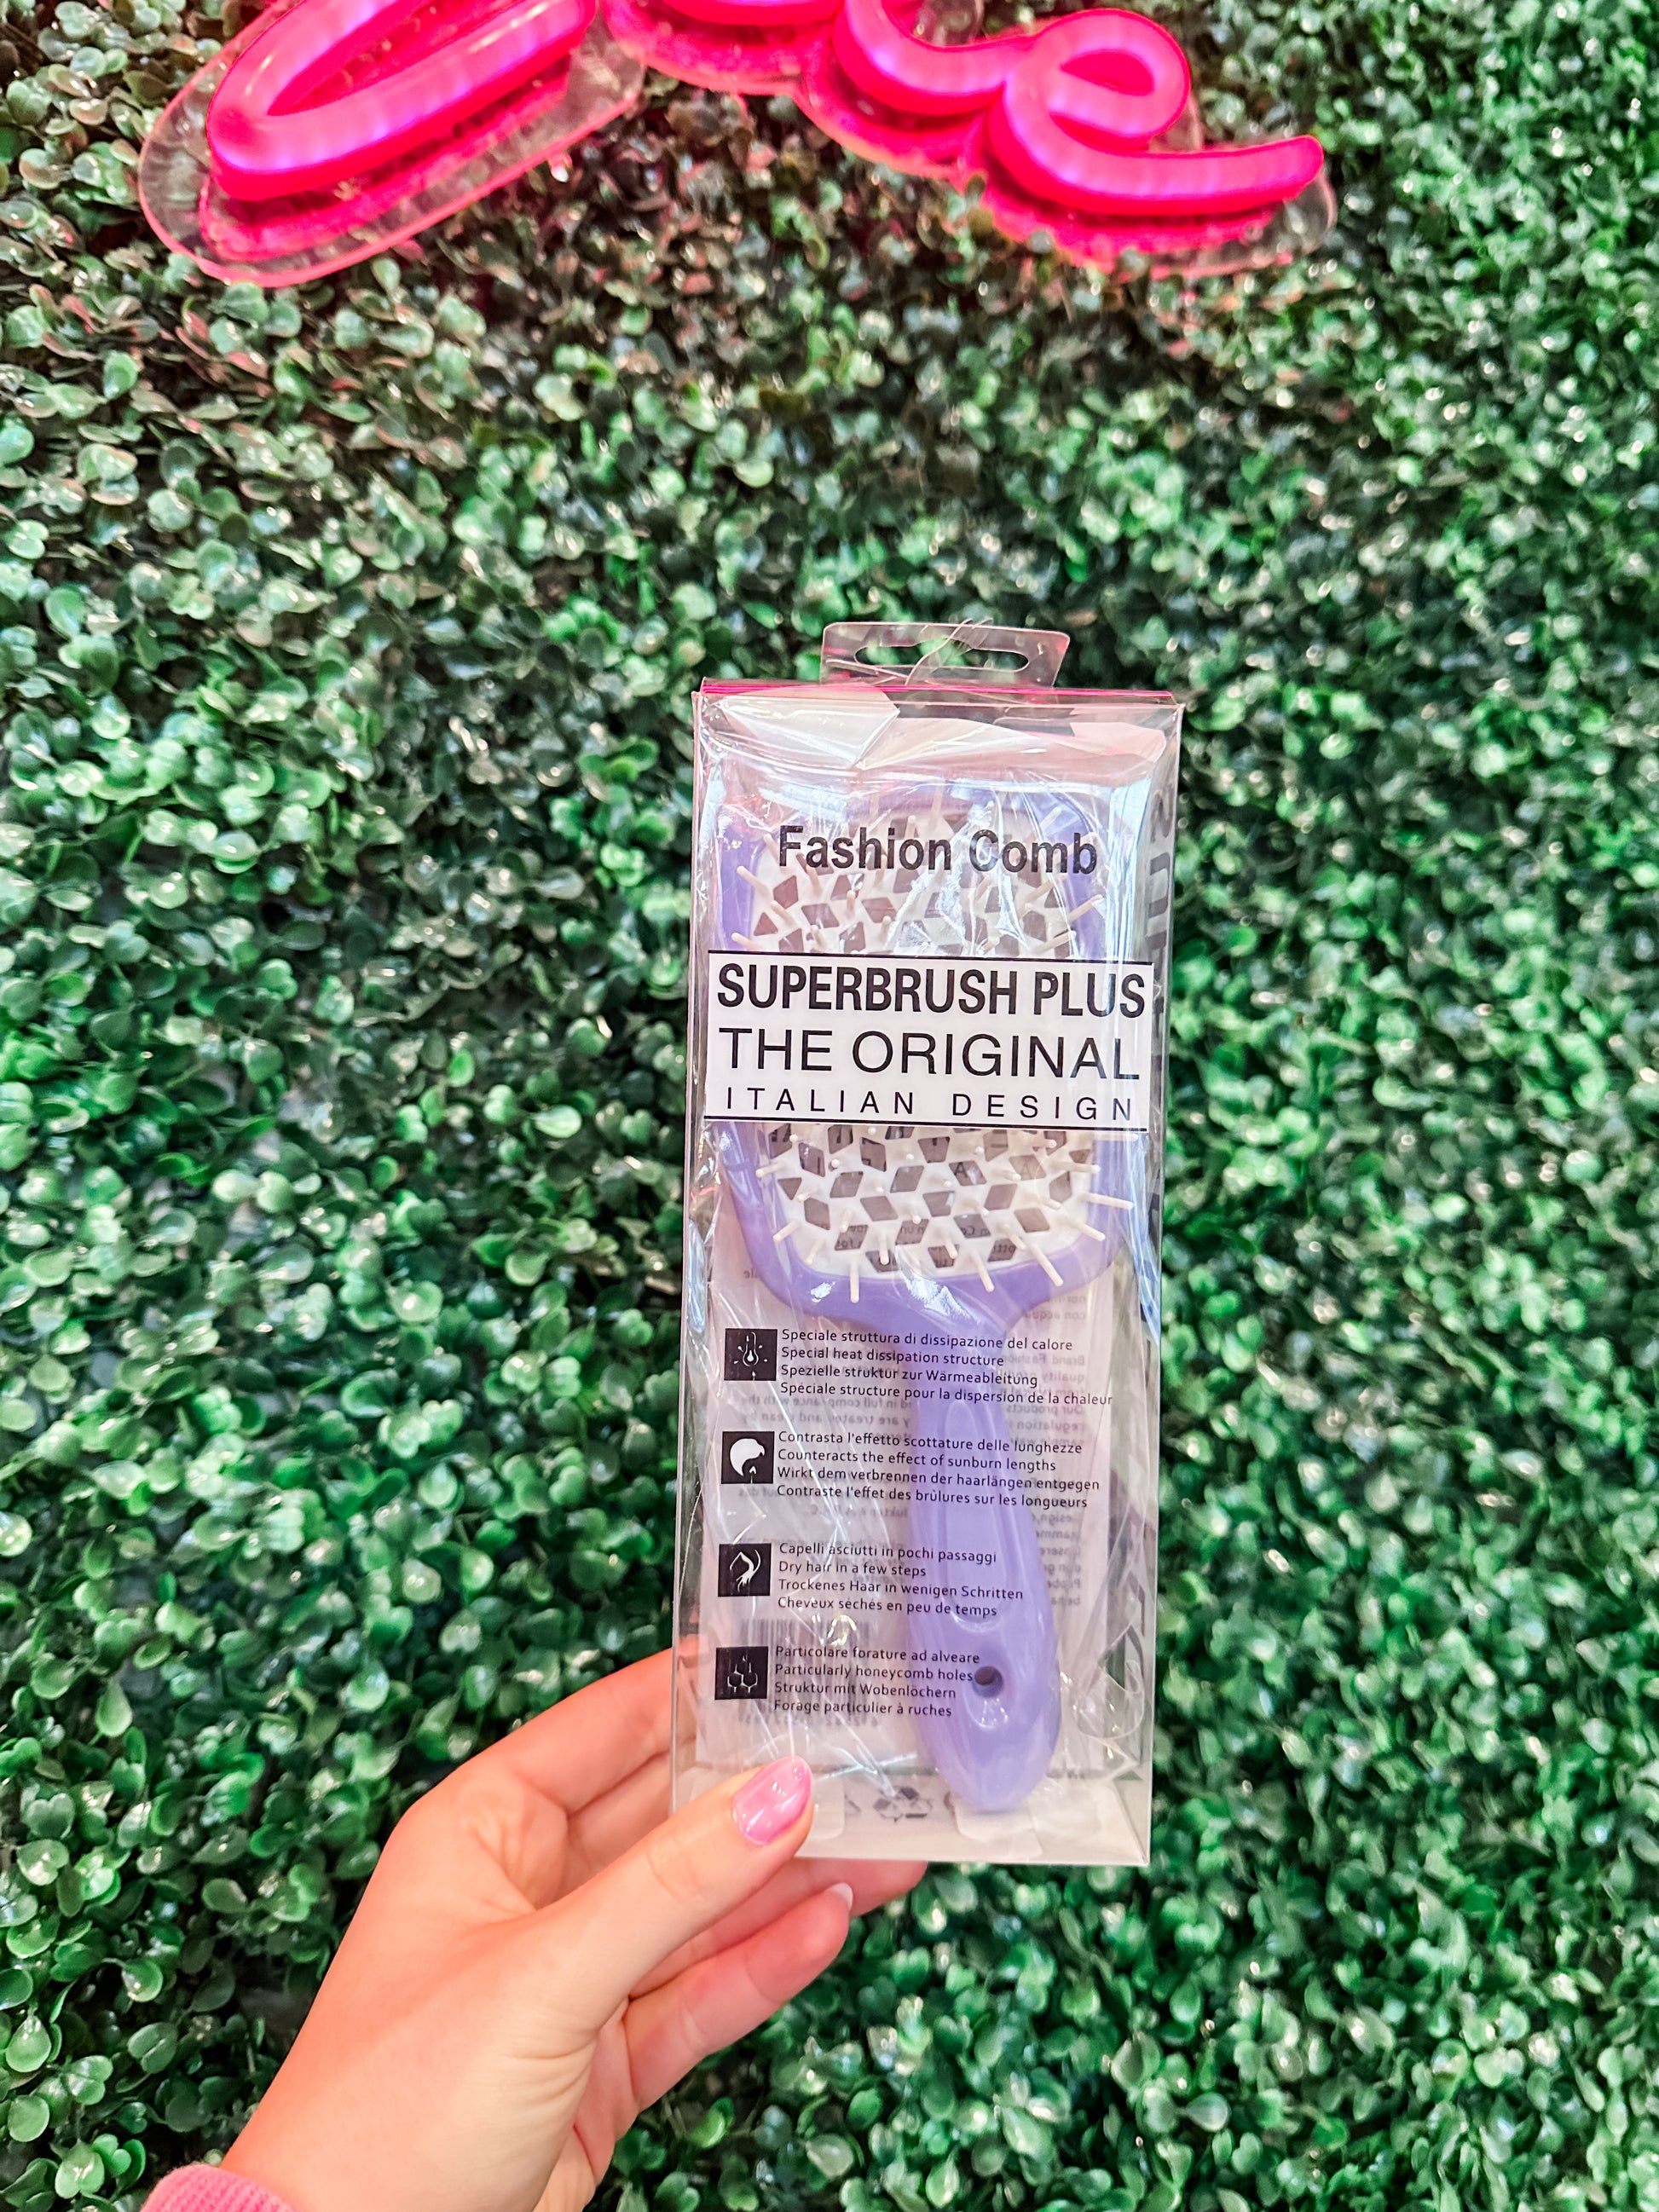 Fashion Comb
SUPERBRUSH PLUS
THE ORIGINAL
ITALIAN DESIGN
Speciale struttura di dissipazione del calore
Special heat dissipation structure
Spezielle struktur zur Wärmeableitung
Spéciale structure pour la dispersion de la chaleur
Contrasta l'effetto scottature delle lunghezze
Counteracts the effect of sunburn lengths
Wirkt dem verbrennen der haarlängen entgegen
Contraste l'effet des brûlures sur les longueurs
Capelli asciutti in pochi passaggi
Dry hair in a few steps
Trockenes Haar in wenigen Schritten
Cheveux séchés en peu de temps
Particolare forature ad alveare
Particularly honeycomb holes
Struktur mit Wobenlöchern
Forage particulier à ruches